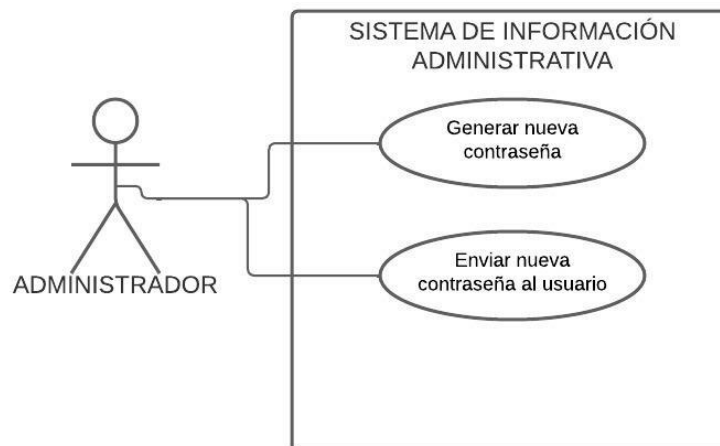 SISTEMA DE INFORMACIÓN
ADMINISTRATIVA
Generar nueva
contraseña
Enviar nueva
contraseña al usuario
ADMINISTRADOR